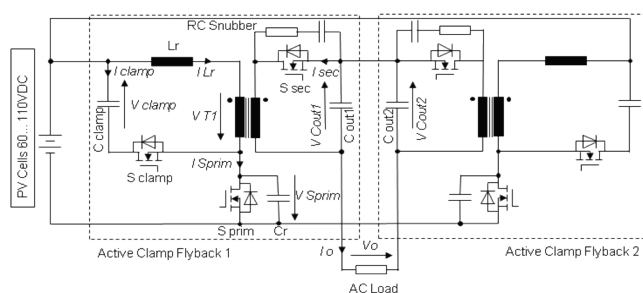 RC Snubber
Lr
I clamp
I Lr
S sec
I sec
V clamp
C clamp
V T1
V Cout1
C out1
C out2
V Cout2
PV Cells 60... 110VDC
S clamp
I Sprim
V Sprim
S prim
Cr
Active Clamp Flyback 1
I o
Vo
AC Load
Active Clamp Flyback 2